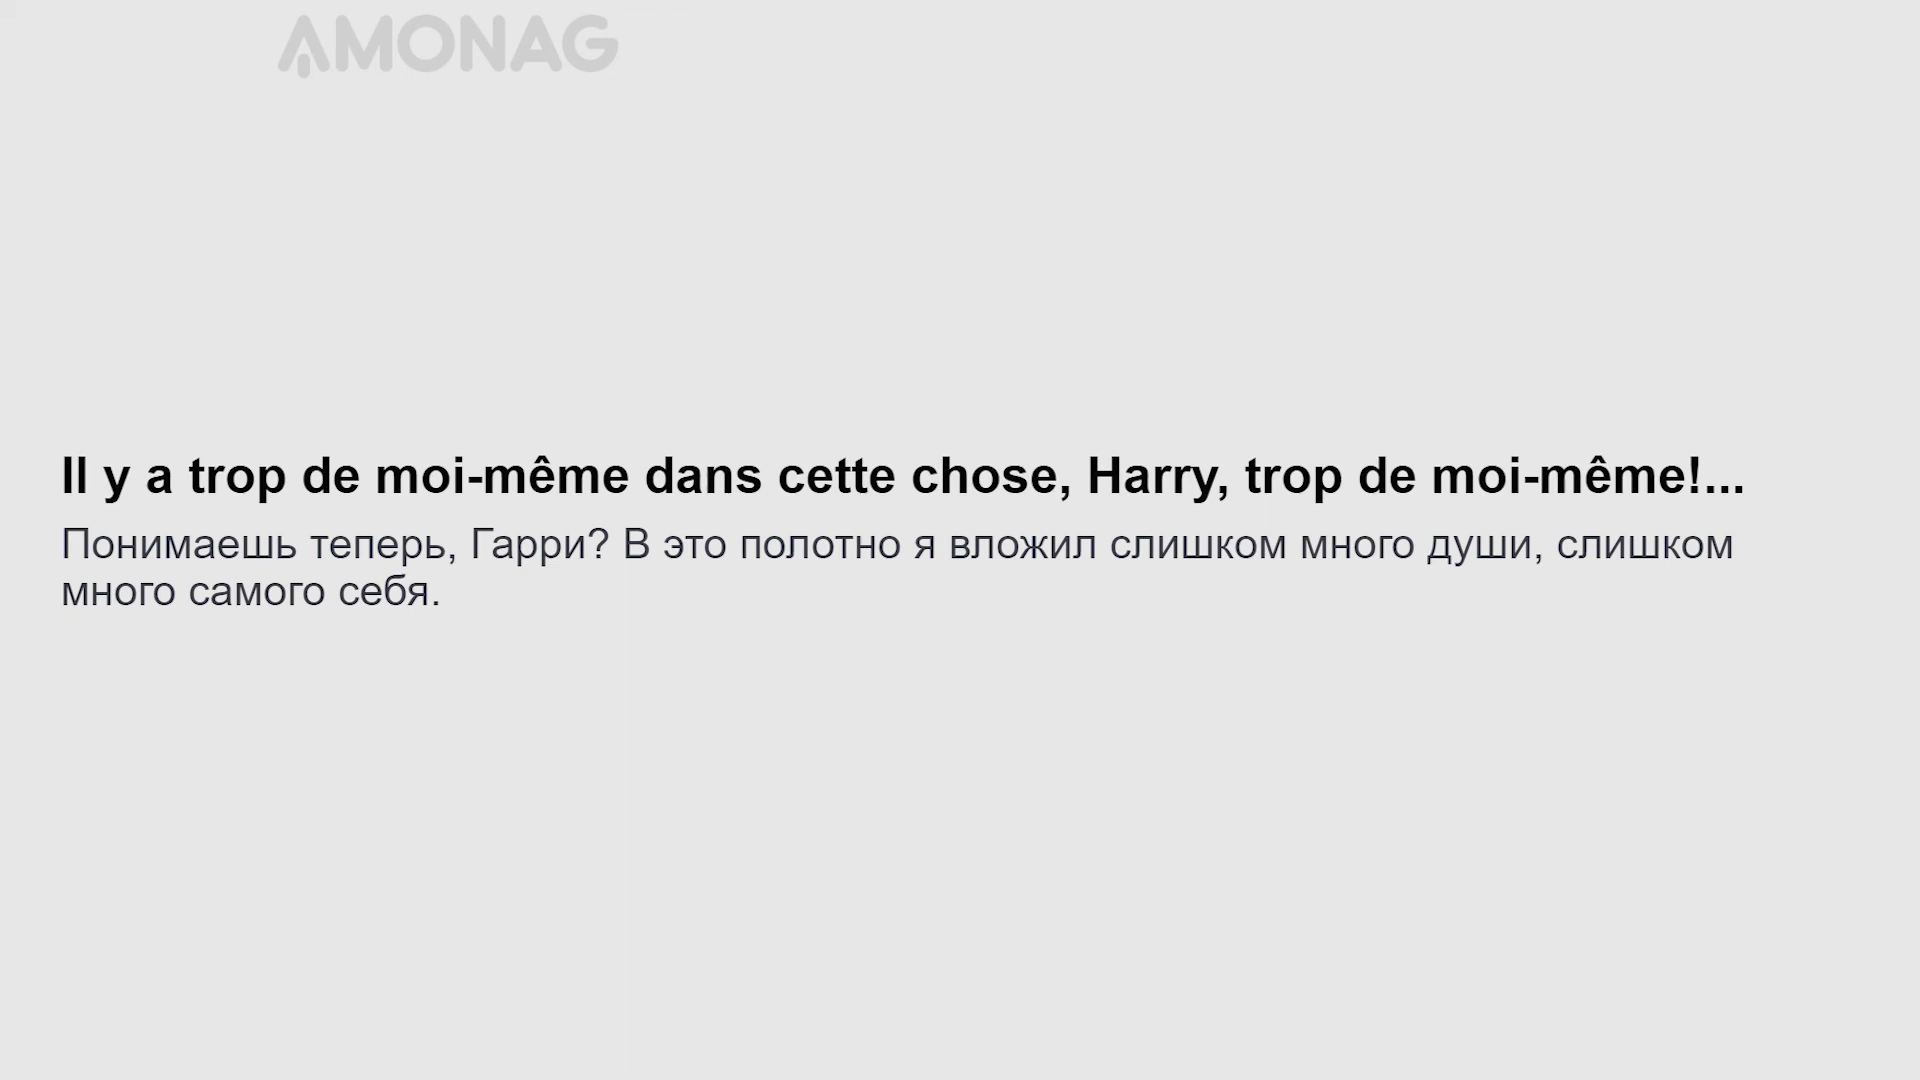 AMONAG
Il y a trop de moi-même dans cette chose, Harry, trop de moi-même!...
Понимаешь теперь, Гарри? В это полотно я вложил слишком много души, слишком
много самого себя.